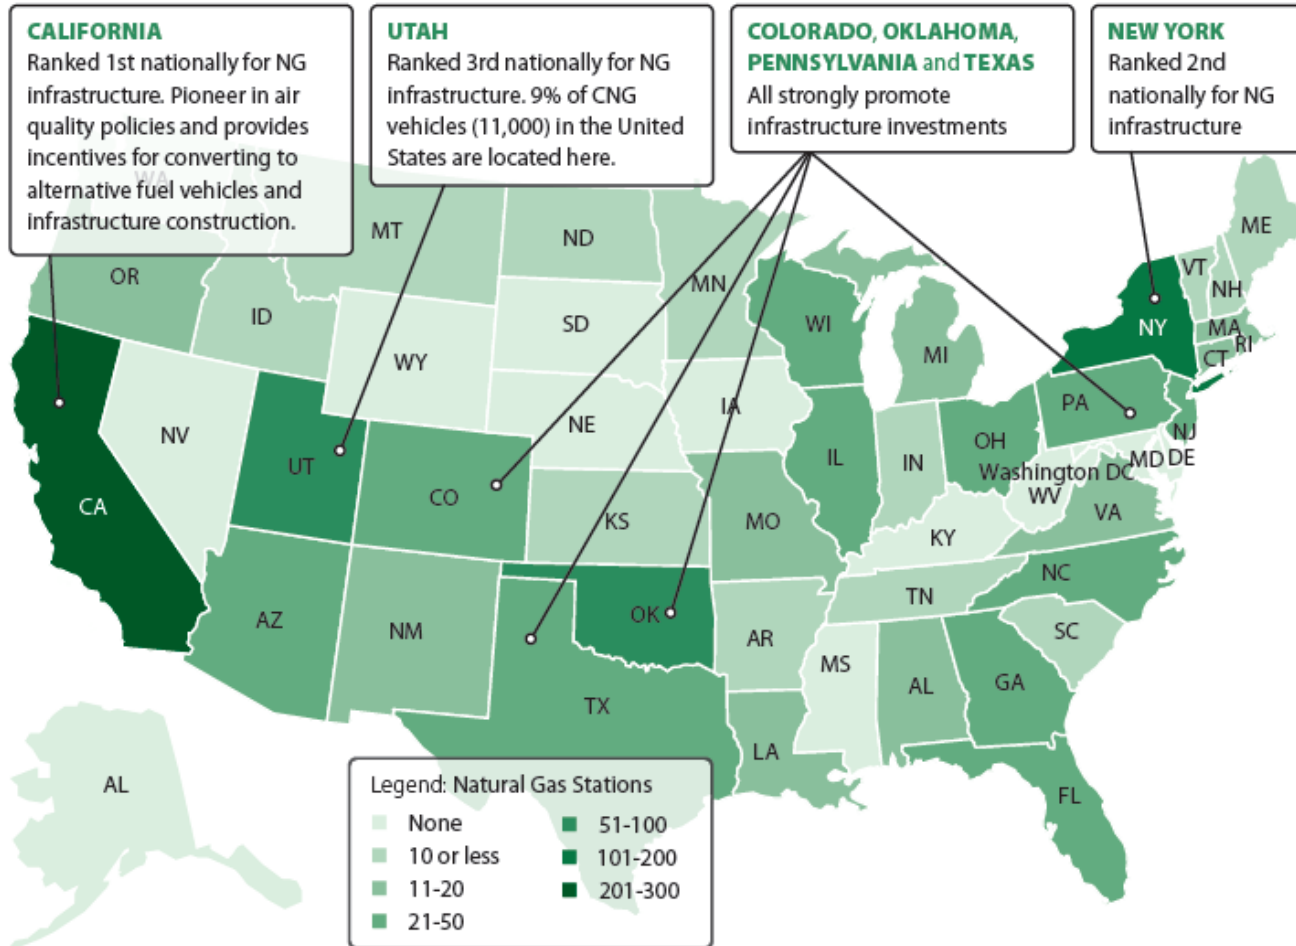 CALIFORNIA
Ranked 1st nationally for NG
infrastructure. Pioneer in air
quality policies and provides
incentives for converting to
alternative fuel vehicles and
infrastructure construction.
UTAH
Ranked 3rd nationally for NG
infrastructure. 9% of CNG
vehicles (11,000) in the United
States are located here.
COLORADO, OKLAHOMA,
PENNSYLVANIA and TEXAS
All strongly promote
infrastructure investments
NEW YORK
Ranked 2nd
nationally for NG
infrastructure
WA
MT
ND
MN
ME
VT
NH
OR
ID
SD
WI
MI
NY
MA
RI
CT
WY
IA
PA
NV
NE
OH
NJ
UT
CO
IL
IN
MD
DE
Washington DC
WV
CA
KS
MO
KY
VA
AZ
NM
OK
AR
TN
NC
SC
MS
AL
GA
TX
LA
FL
AL
Legend: Natural Gas Stations
None
10 or less
11-20
21-50
51-100
101-200
201-300